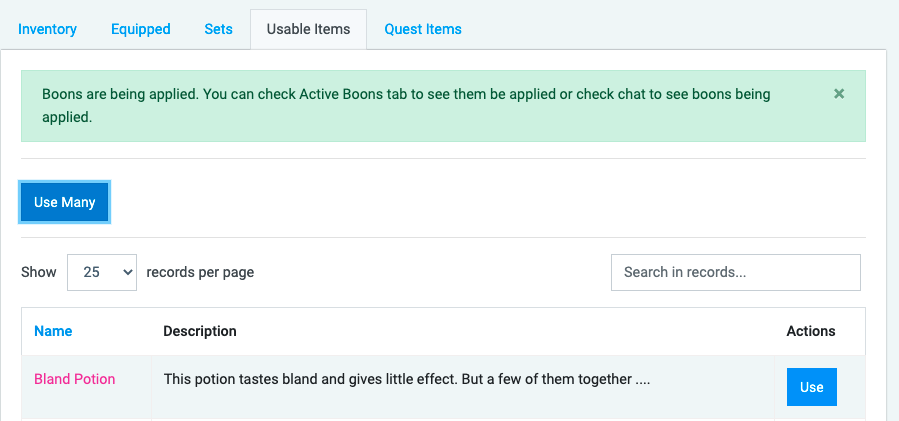 Inventory Equipped Sets Usable Items Quest Items
Boons are being applied. You can check Active Boons tab to see them be applied or check chat to see boons being
applied.
×
Use Many
Show 25 records per page Search in records...
Name Description Actions
Bland Potion This potion tastes bland and gives little effect. But a few of them together .... Use